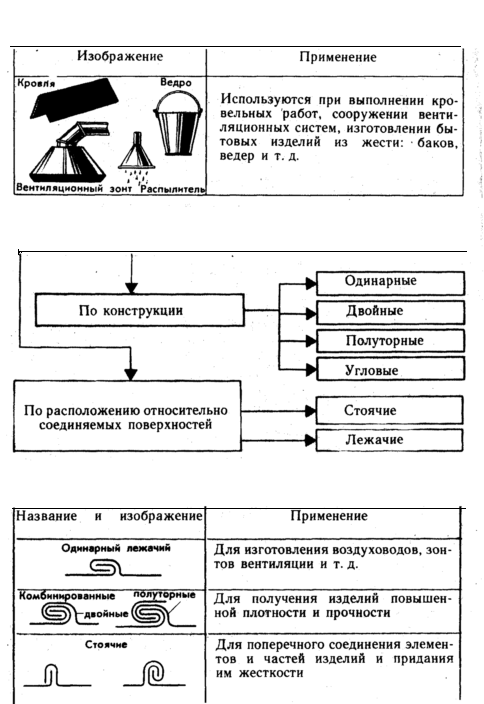 Изображение
Применение
Кровля
Ведро
Вентиляционный зонт Распылитель
Используются при выполнении кро-
вельных работ, сооружении венти-
ляционных систем, изготовлении бы-
товых изделий из жести: баков,
ведер и т. д.
По конструкции
Одинарные
Двойные
Полуторные
Угловые
По расположению относительно
соединяемых поверхностей
Стоячие
Лежачие
Название и изображение
Применение
Одинарный лежачий
Для изготовления воздуховодов, зон-
тов вентиляции и т. д.
Комбинированные полуторные
двойные
Для получения изделий повышен-
ной плотности и прочности
Стоячие
Для поперечного соединения элемен-
тов и частей изделий и придания
им жесткости